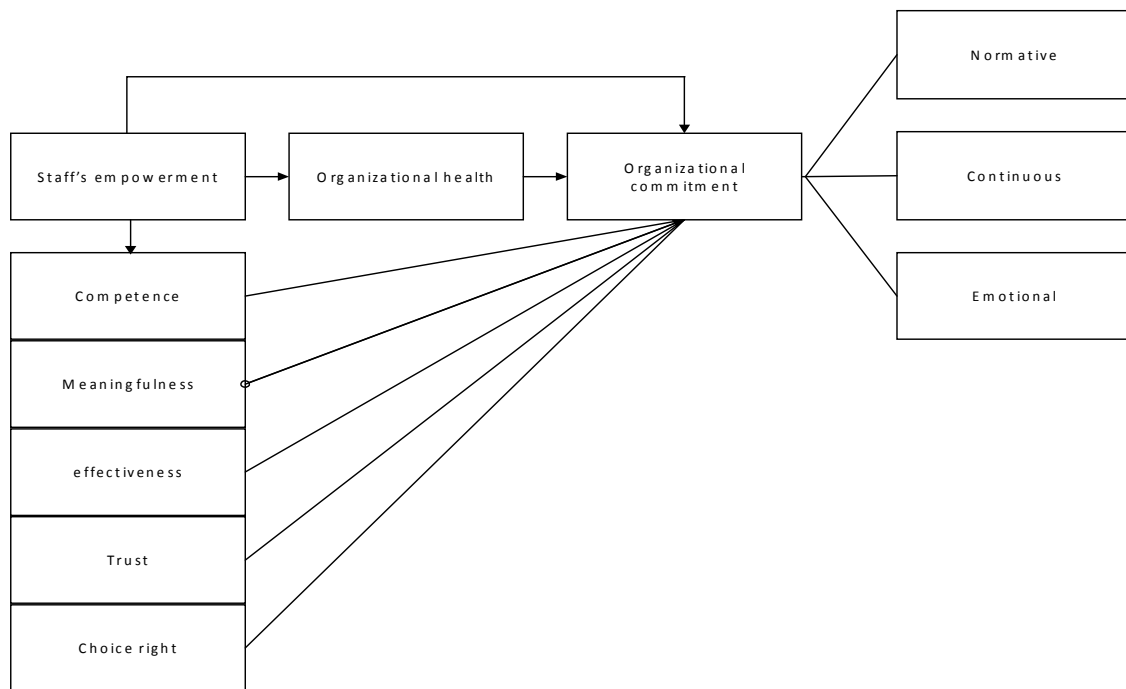 Normative
Staff's empowerment
Organizational health
Organizational
commitment
Continuous
Competence
Emotional
Meaningfulness
effectiveness
Trust
Choice right